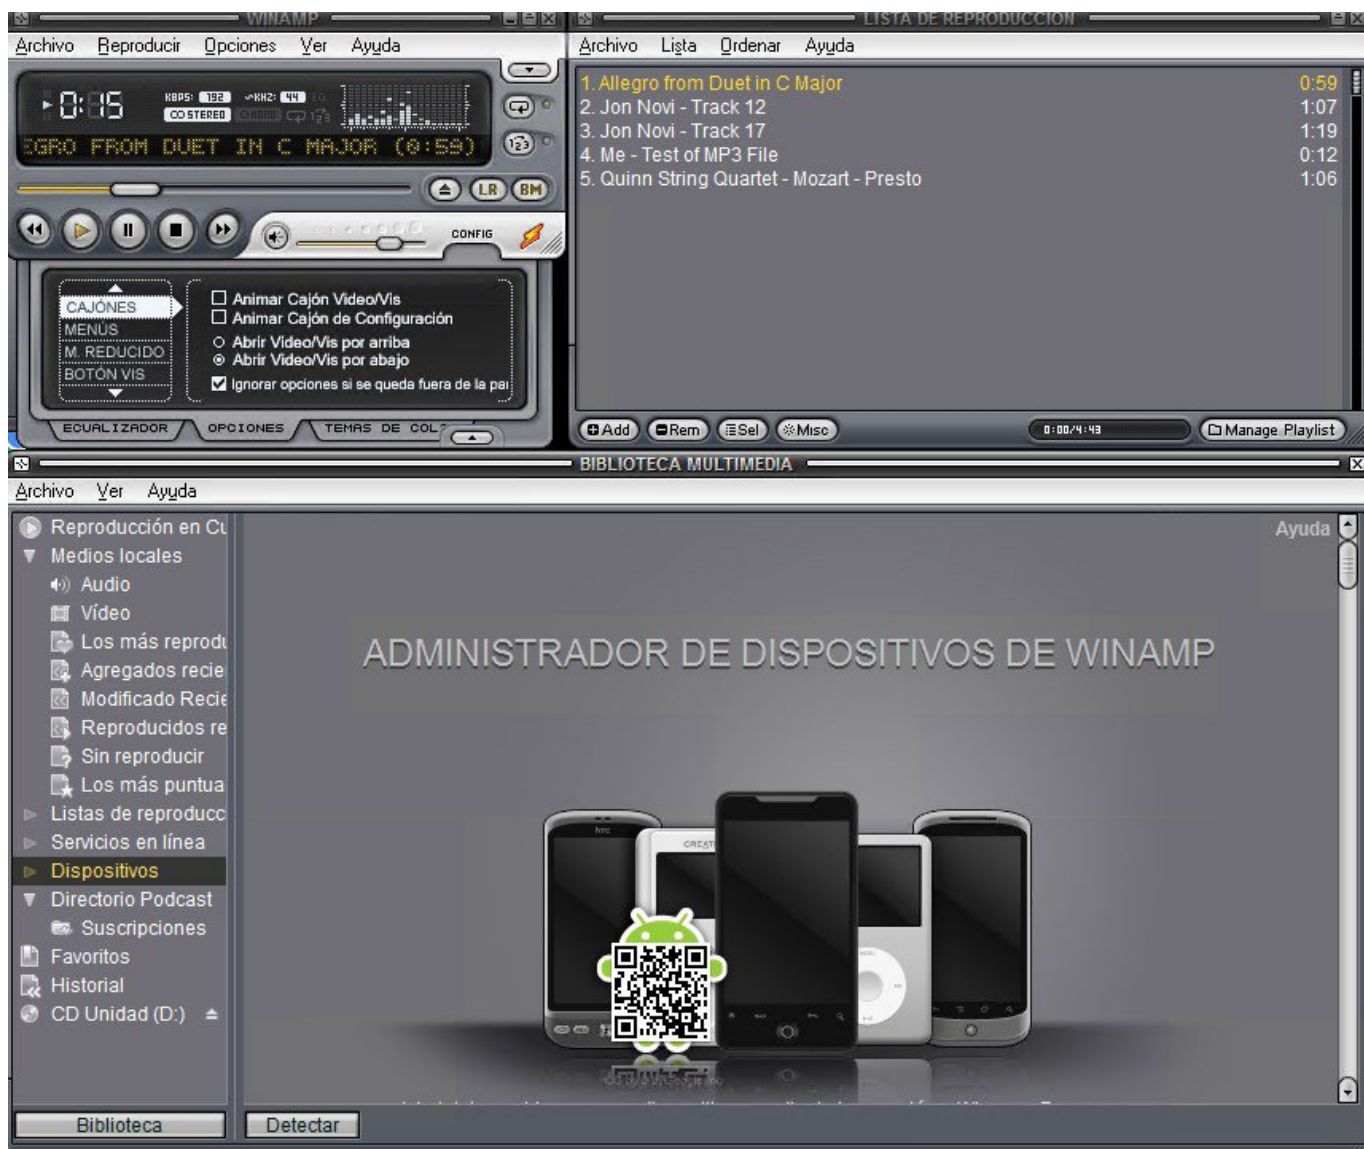 WINAMP
Archivo Reproducir Opciones Ver Ayuda
0:15
KBPS: 192 KHZ: 44
STEREO
GRO FROM DUET IN C MAJOR (0:59)
LR BM
CONFIG
CAJÓNES
MENÚS
M. REDUCIDO
BOTÓN VIS
Animar Cajón Video/Vis
Animar Cajón de Configuración
Abrir Video/Vis por arriba
Abrir Video/Vis por abajo
Ignorar opciones si se queda fuera de la
ECUALIZADOR OPCIONES TEMAS DE COL
LISTA DE REPRODUCCIÓN
Archivo Lista Ordenar Ayuda
1. Allegro from Duet in C Major 0:59
2. Jon Novi - Track 12 1:07
3. Jon Novi - Track 17 1:19
4. Me - Test of MP3 File 0:12
5. Quinn String Quartet - Mozart - Presto 1:06
Add Rem Sel Misc 0:00/4:43 Manage Playlist
BIBLIOTECA MULTIMEDIA
Archivo Ver Ayuda
Reproducción en Cu
Medios locales
Audio
Vídeo
Los más reprodu
Agregados recie
Modificado Recie
Reproducidos re
Sin reproducir
Los más puntua
Listas de reproducc
Servicios en línea
Dispositivos
Directorio Podcast
Suscripciones
Favoritos
Historial
CD Unidad (D:)
Ayuda
ADMINISTRADOR DE DISPOSITIVOS DE WINAMP
htc
CREAT
MENU
Biblioteca Detectar